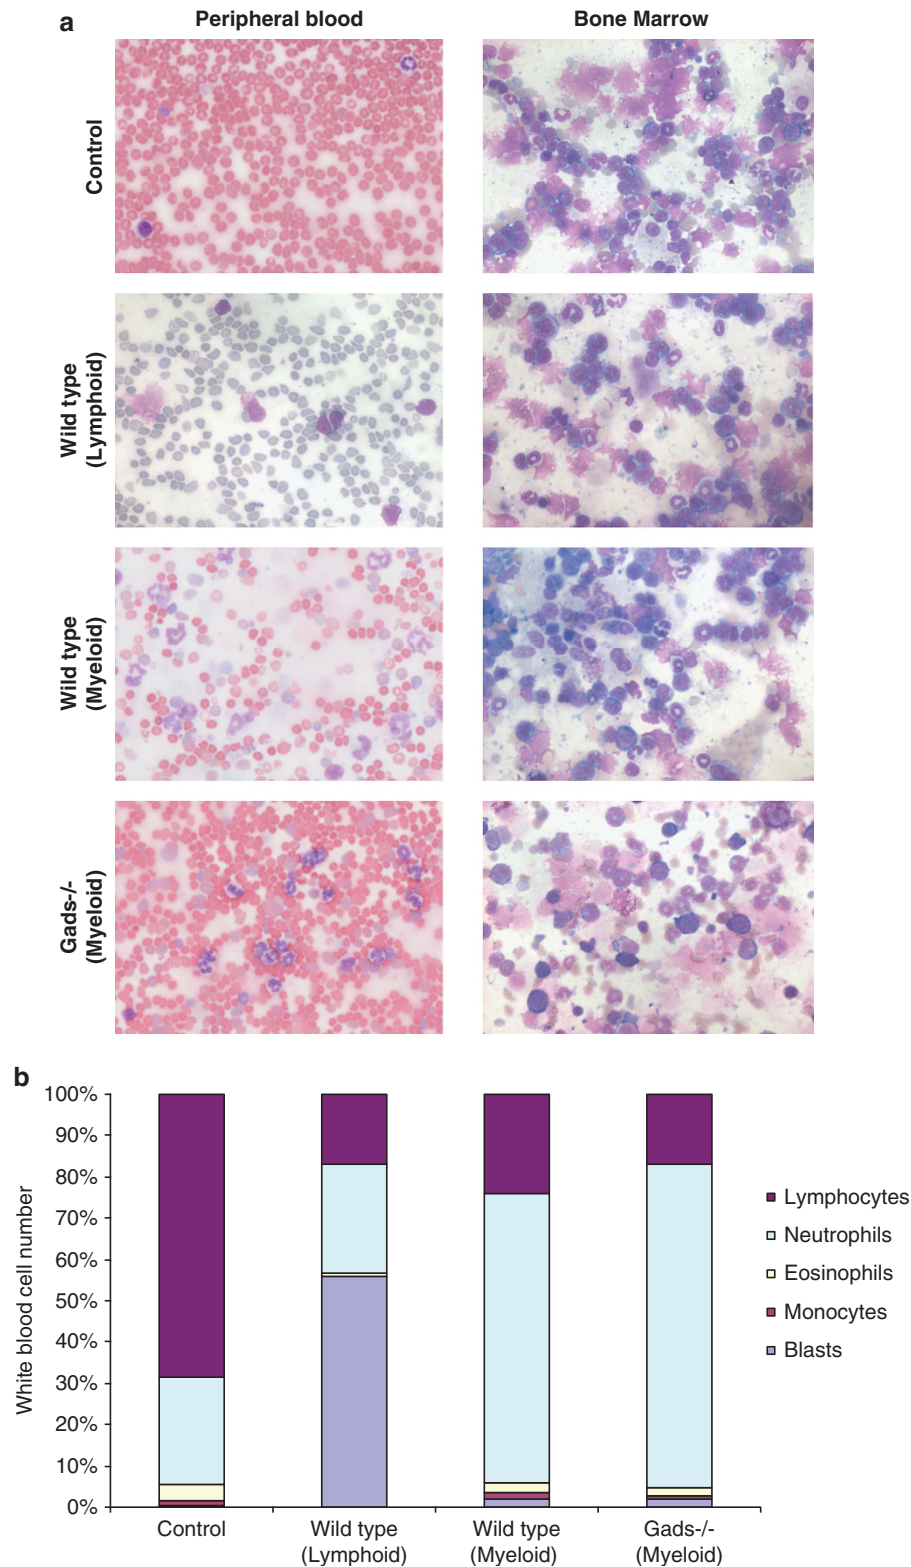 a
Peripheral blood
Bone Marrow
Control
Wild type
(Lymphoid)
Wild type
(Myeloid)
Gads-/-
(Myeloid)
b
100%
90%
80%
70%
60%
50%
40%
30%
20%
10%
0%
White blood cell number
Control
Wild type
(Lymphoid)
Wild type
(Myeloid)
Gads-/-
(Myeloid)
Lymphocytes
Neutrophils
Eosinophils
Monocytes
Blasts